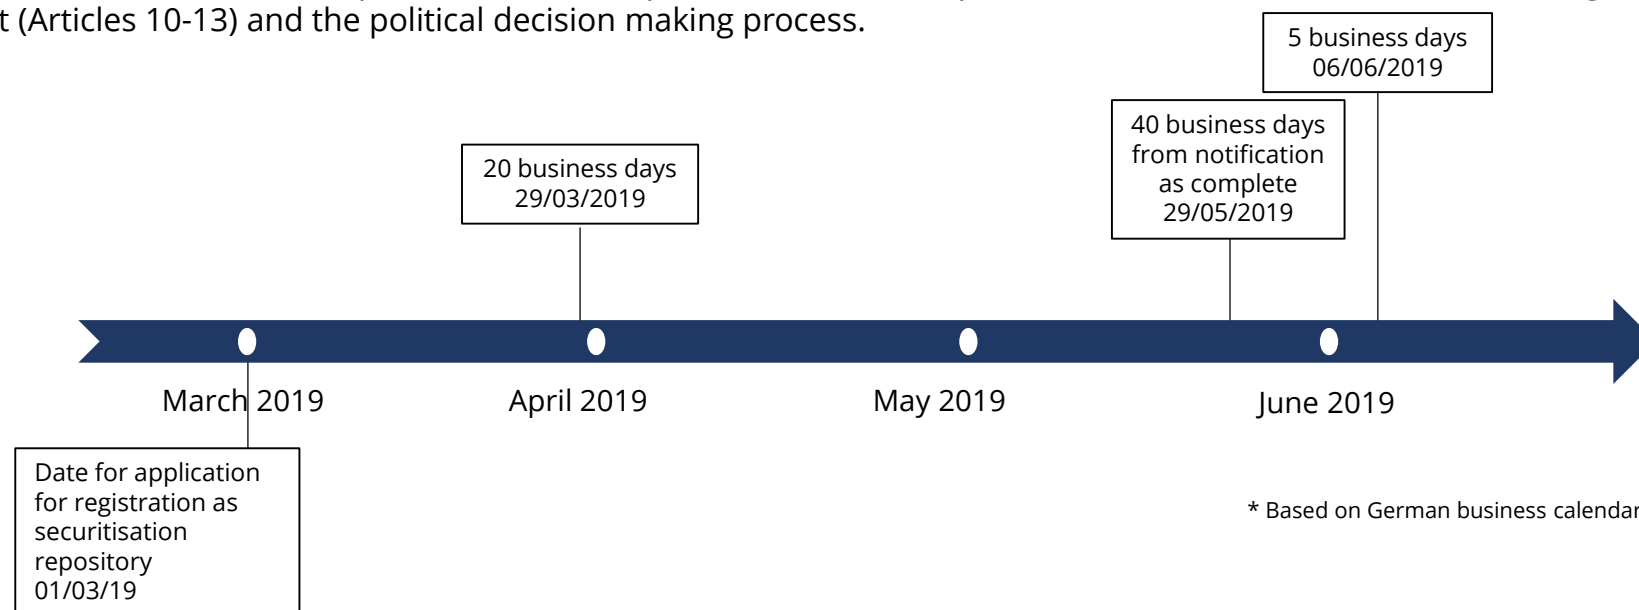 t (Articles 10-13) and the political decision making process.
5 business days
06/06/2019
40 business days
from notification
as complete
29/05/2019
20 business days
29/03/2019
March 2019
April 2019
May 2019
June 2019
Date for application
for registration as
securitisation
repository
01/03/19
* Based on German business calendar